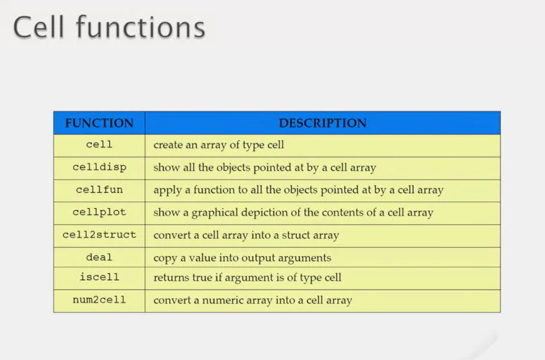 Cell functions
FUNCTION DESCRIPTION
cell create an array of type cell
celldisp show all the objects pointed at by a cell array
cellfun apply a function to all the objects pointed at by a cell array
cellplot show a graphical depiction of the contents of a cell array
cell2struct convert a cell array into a struct array
deal copy a value into output arguments
iscell returns true if argument is of type cell
num2cell convert a numeric array into a cell array